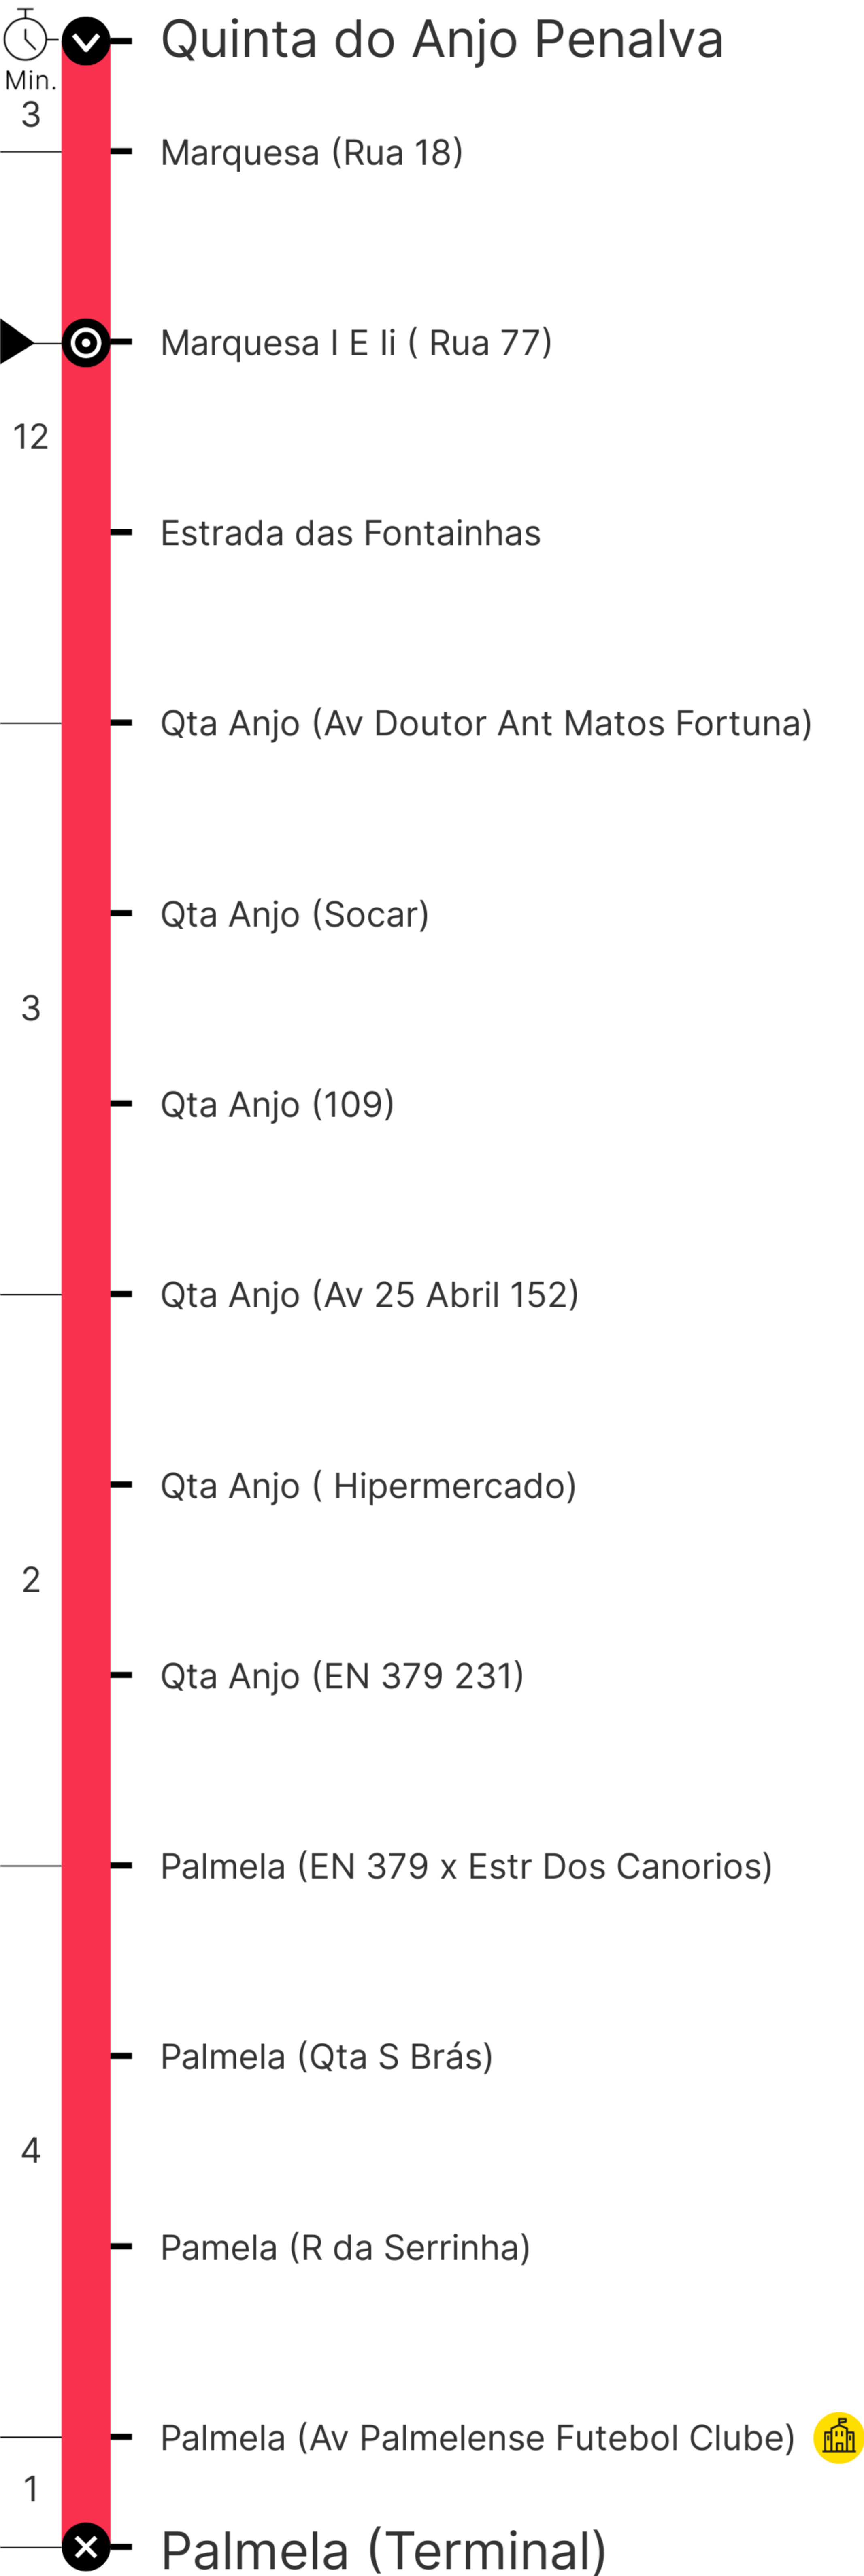 Quinta do Anjo Penalva
Min.
3
Marquesa (Rua 18)
Marquesa I E Ii ( Rua 77)
12
Estrada das Fontainhas
Qta Anjo (Av Doutor Ant Matos Fortuna)
Qta Anjo (Socar)
3
Qta Anjo (109)
Qta Anjo (Av 25 Abril 152)
Qta Anjo ( Hipermercado)
2
Qta Anjo (EN 379 231)
Palmela (EN 379 x Estr Dos Canorios)
Palmela (Qta S Brás)
4
Pamela (R da Serrinha)
Palmela (Av Palmelense Futebol Clube)
1
Palmela (Terminal)